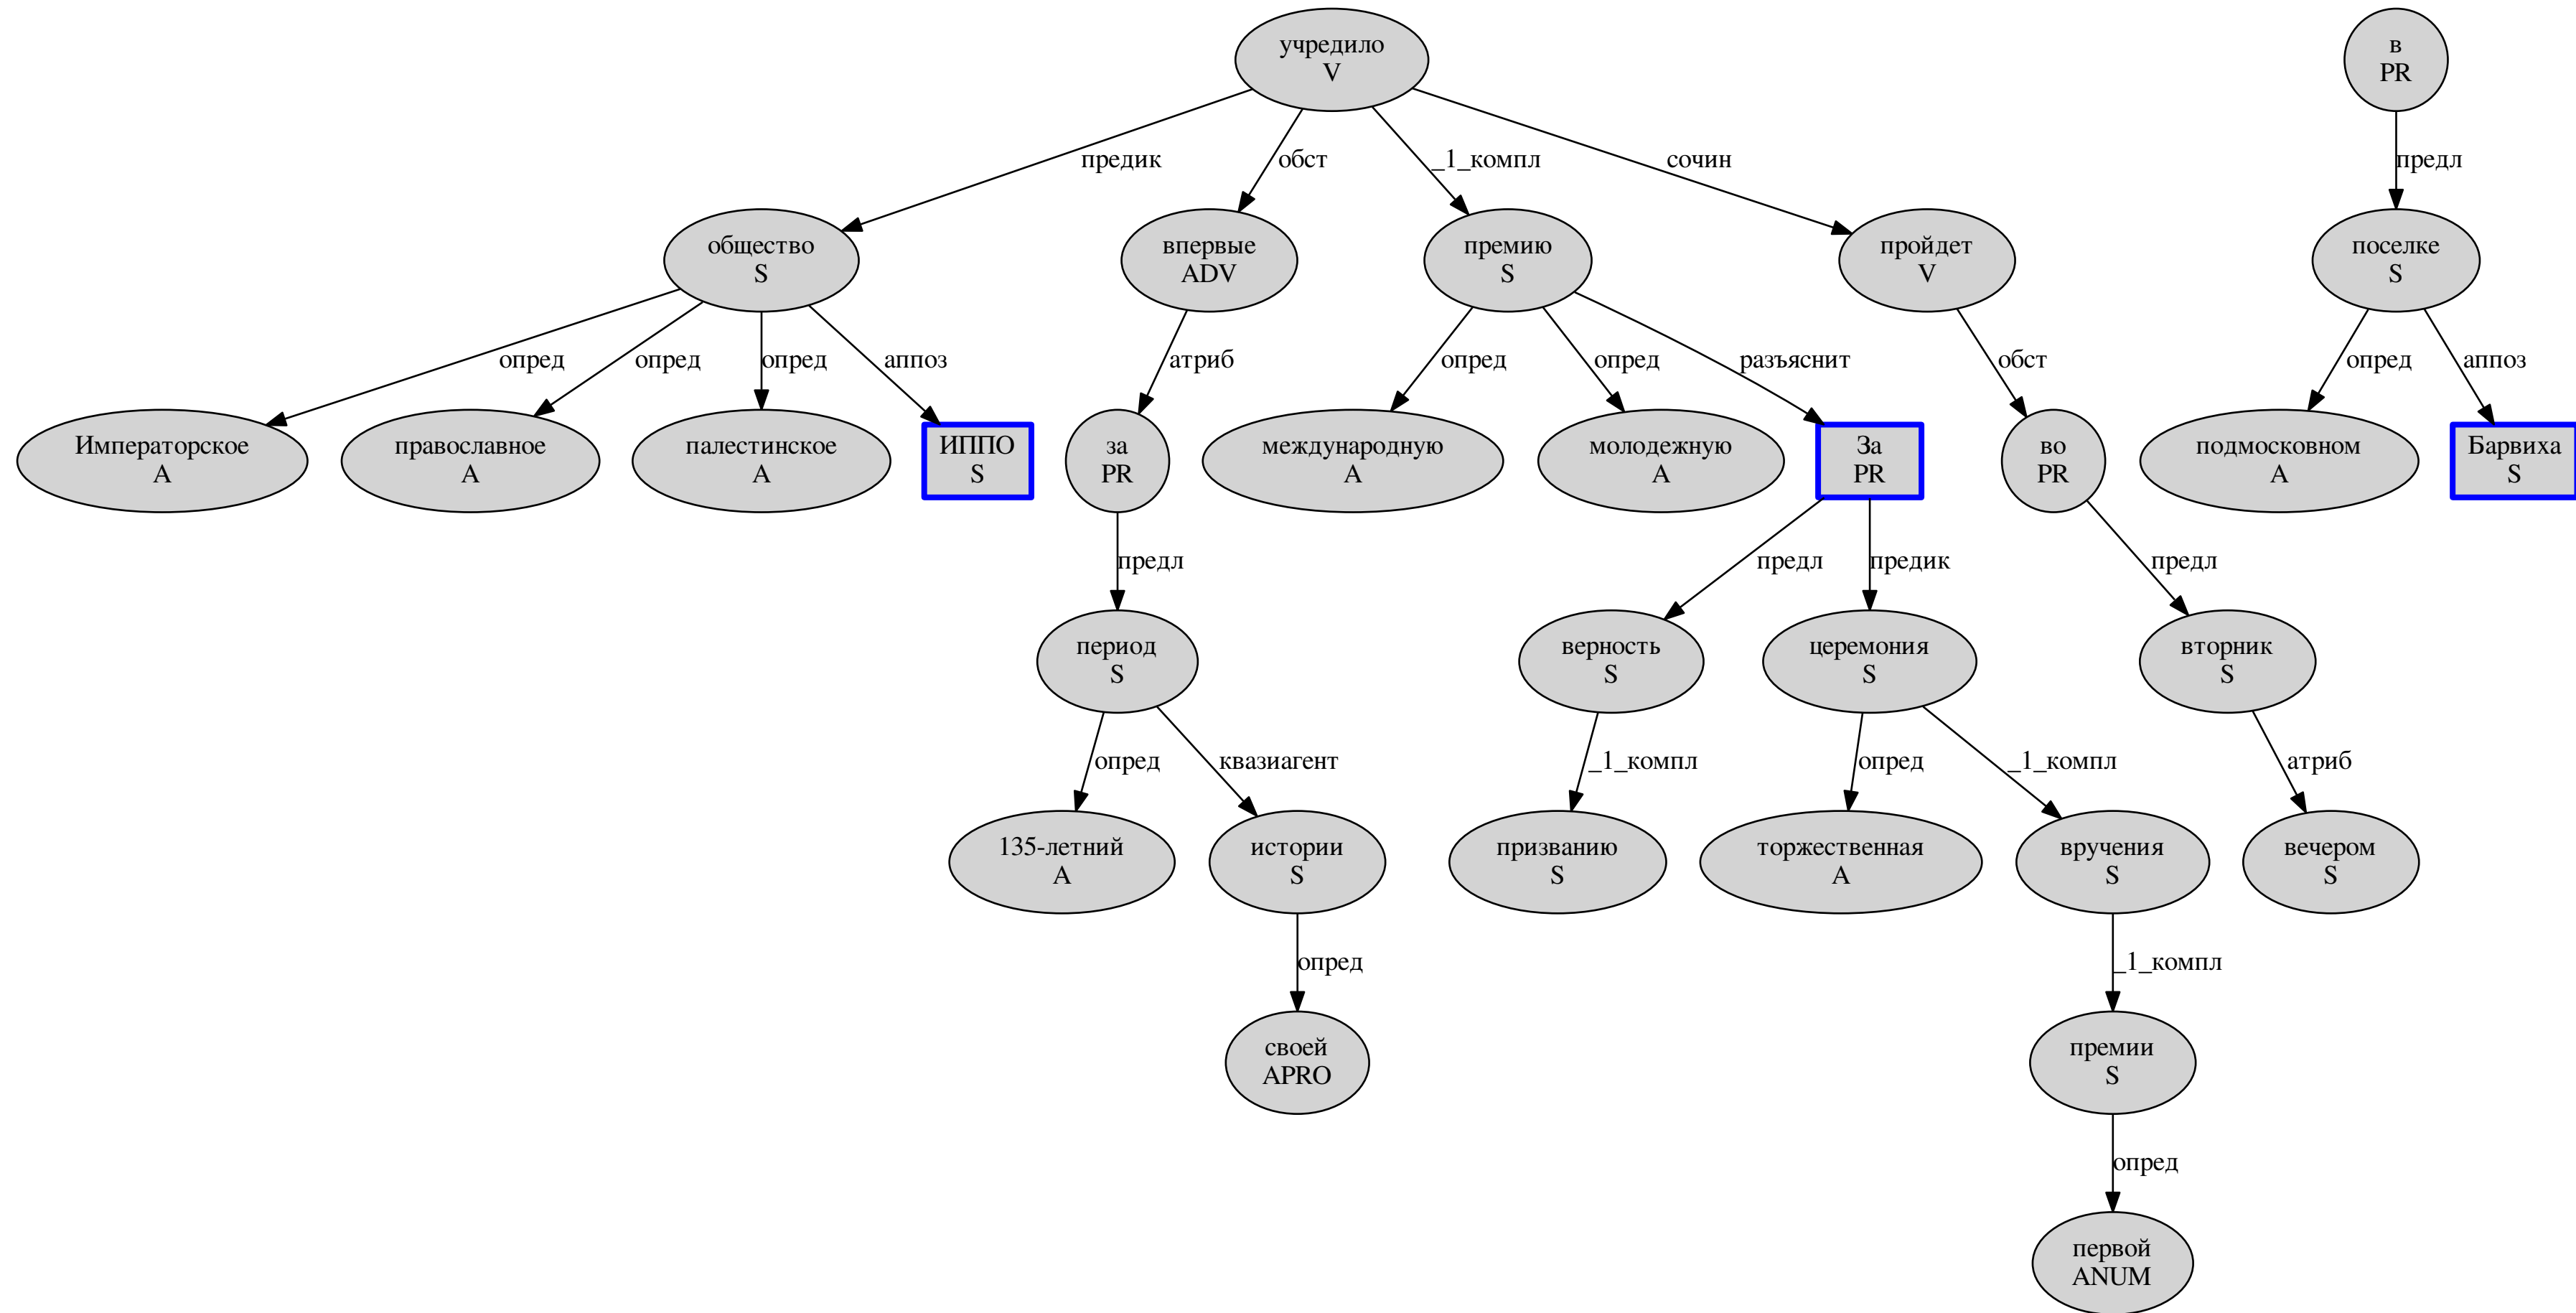 учредило
V
в
PR
предик
обст
_1_компл
сочин
предл
общество
S
впервые
ADV
премию
S
пройдет
V
поселке
S
опред
опред
опред
аппоз
атриб
опред
опред
разъяснит
обст
опред
аппоз
Императорское
A
православное
A
палестинское
A
ИППО
S
за
PR
международную
A
молодежную
A
За
PR
во
PR
подмосковном
A
Барвиха
S
предл
предл
предик
предл
период
S
верность
S
церемония
S
вторник
S
опред
квазиагент
_1_компл
опред
_1_компл
атриб
135-летний
A
истории
S
призванию
S
торжественная
A
вручения
S
вечером
S
опред
_1_компл
своей
APRO
премии
S
опред
первой
ANUM